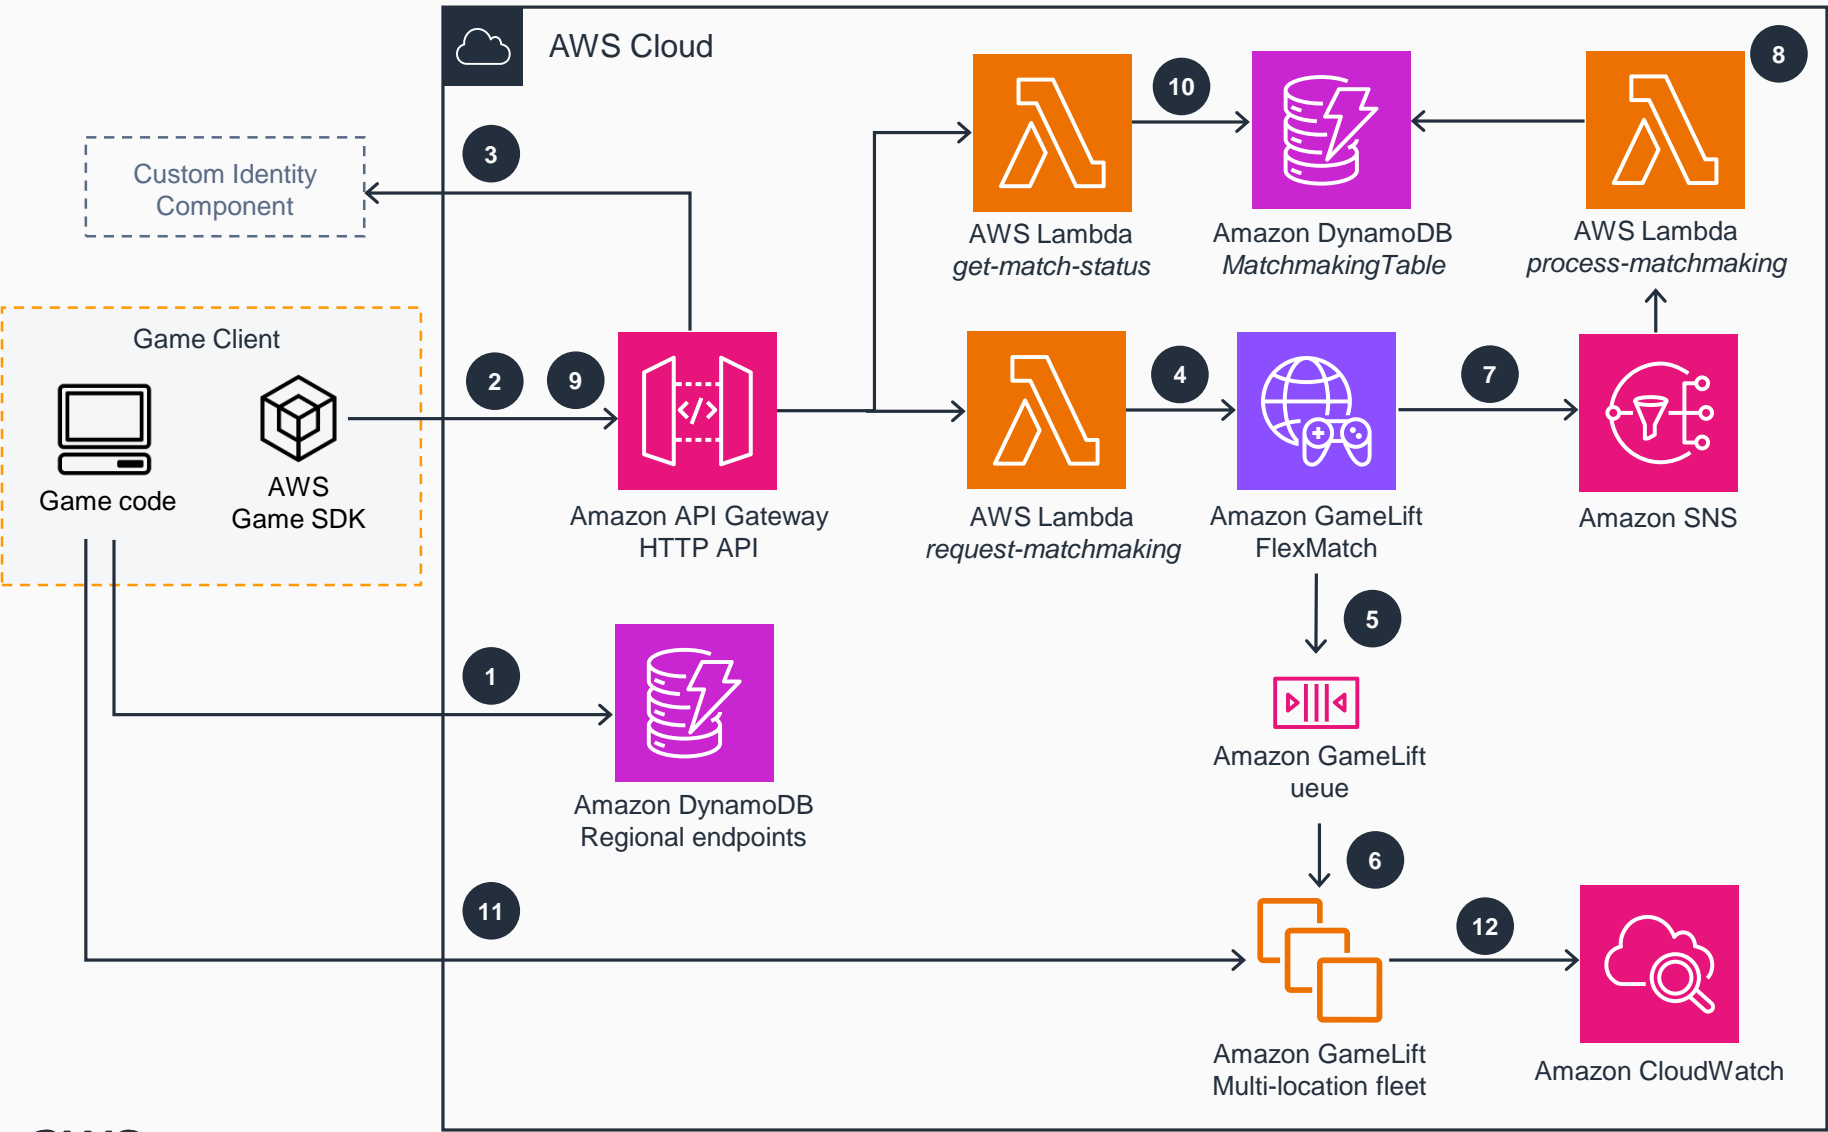 AWS Cloud
8
10
3
Custom Identity
Component
AWS Lambda
get-match-status
Amazon DynamoDB
MatchmakingTable
AWS Lambda
process-matchmaking
Game Client
2
9
4
7
Game code
AWS
Game SDK
Amazon API Gateway
HTTP API
</>
AWS Lambda
request-matchmaking
Amazon GameLift
FlexMatch
Amazon SNS
5
1
Amazon GameLift
ueue
Amazon DynamoDB
Regional endpoints
6
11
12
Amazon GameLift
Multi-location fleet
Amazon CloudWatch